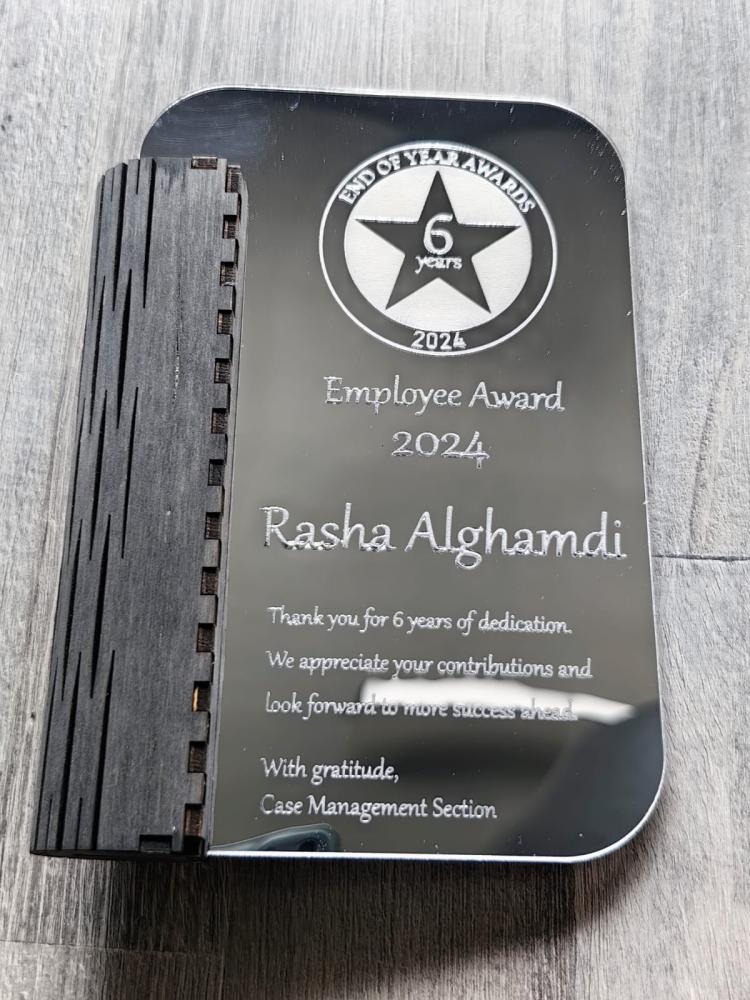 END OF YEAR AWARDS
6
years
2024
Employee Award
2024
Rasha Alghamdi
Thank you for 6 years of dedication.
We appreciate your contributions and
look forward to more success ahead.
With gratitude,
Case Management Section